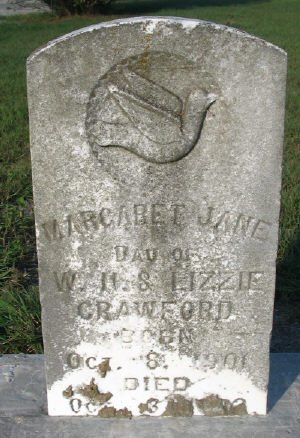 MARGARET JANE
DAU OF
W. H. & LIZZIE
CRAWFORD
BORN
OCT. 8, 1901
DIED